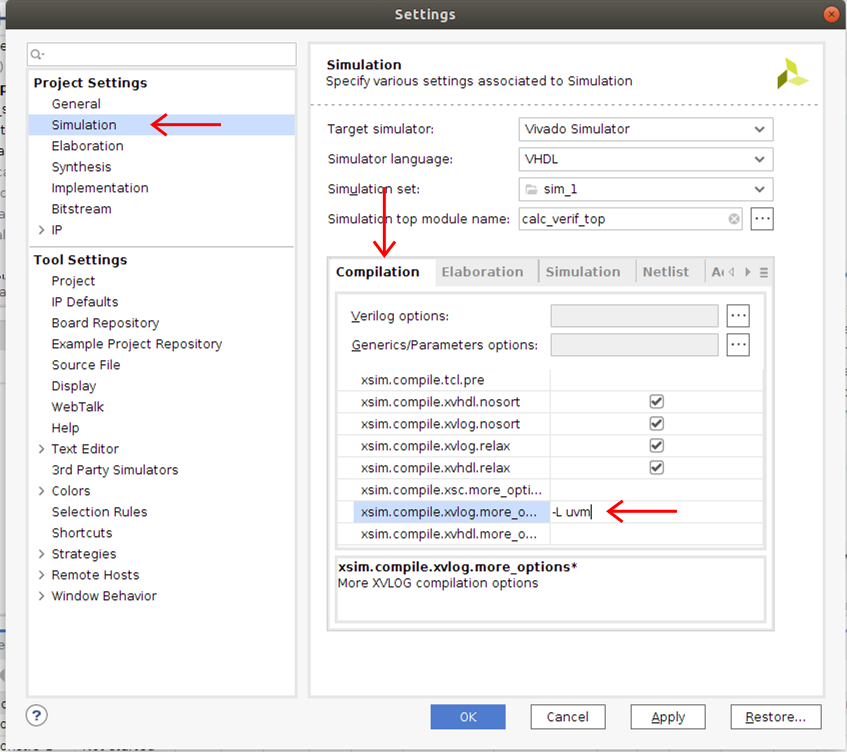 Settings
Project Settings
General
Simulation
Elaboration
Synthesis
Implementation
Bitstream
IP
Tool Settings
Project
IP Defaults
Board Repository
Example Project Repository
Source File
Display
WebTalk
Help
Text Editor
3rd Party Simulators
Colors
Selection Rules
Shortcuts
Strategies
Remote Hosts
Window Behavior
Simulation
Specify various settings associated to Simulation
Target simulator: Vivado Simulator
Simulator language: VHDL
Simulation set: sim_1
Simulation top module name: calc_verif_top ...
Compilation Elaboration Simulation Netlist
Verilog options: ...
Generics/Parameters options: ...
xsim.compile.tcl.pre
xsim.compile.xvhdl.nosort
xsim.compile.xvlog.nosort
xsim.compile.xvlog.relax
xsim.compile.xvhdl.relax
xsim.compile.xsc.more_opti...
xsim.compile.xvlog.more_o... -L uvm
xsim.compile.xvhdl.more_o...
xsim.compile.xvlog.more_options*
More XVLOG compilation options
? OK Cancel Apply Restore...